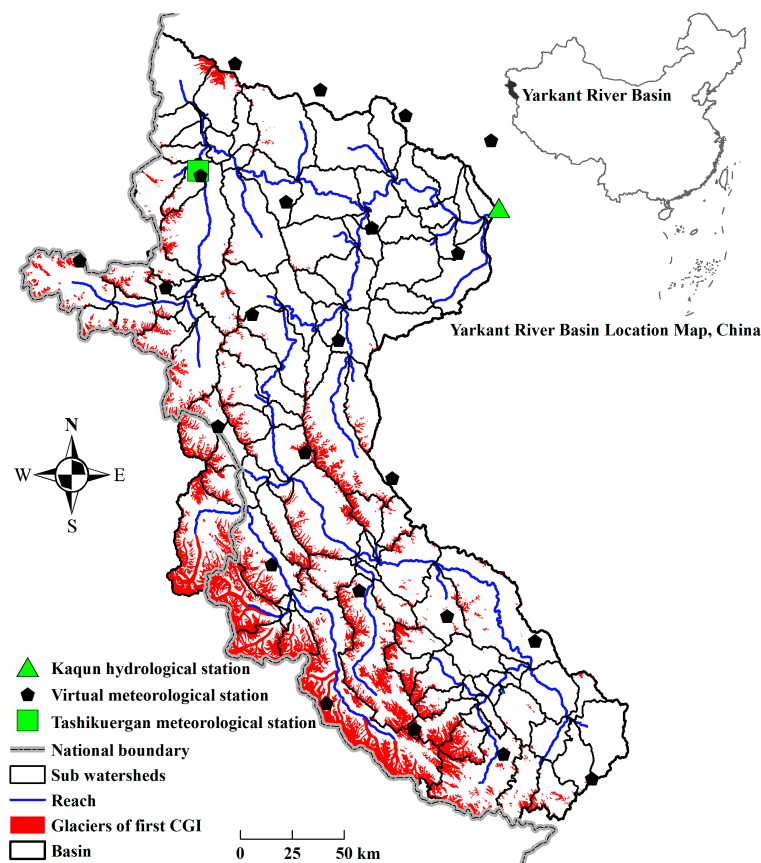 Yarkant River Basin
Yarkant River Basin Location Map, China
N
W E
S
Kaqun hydrological station
Virtual meteorological station
Tashikuergan meteorological station
National boundary
Sub watersheds
Reach
Glaciers of first CGI
Basin
0 25 50 km